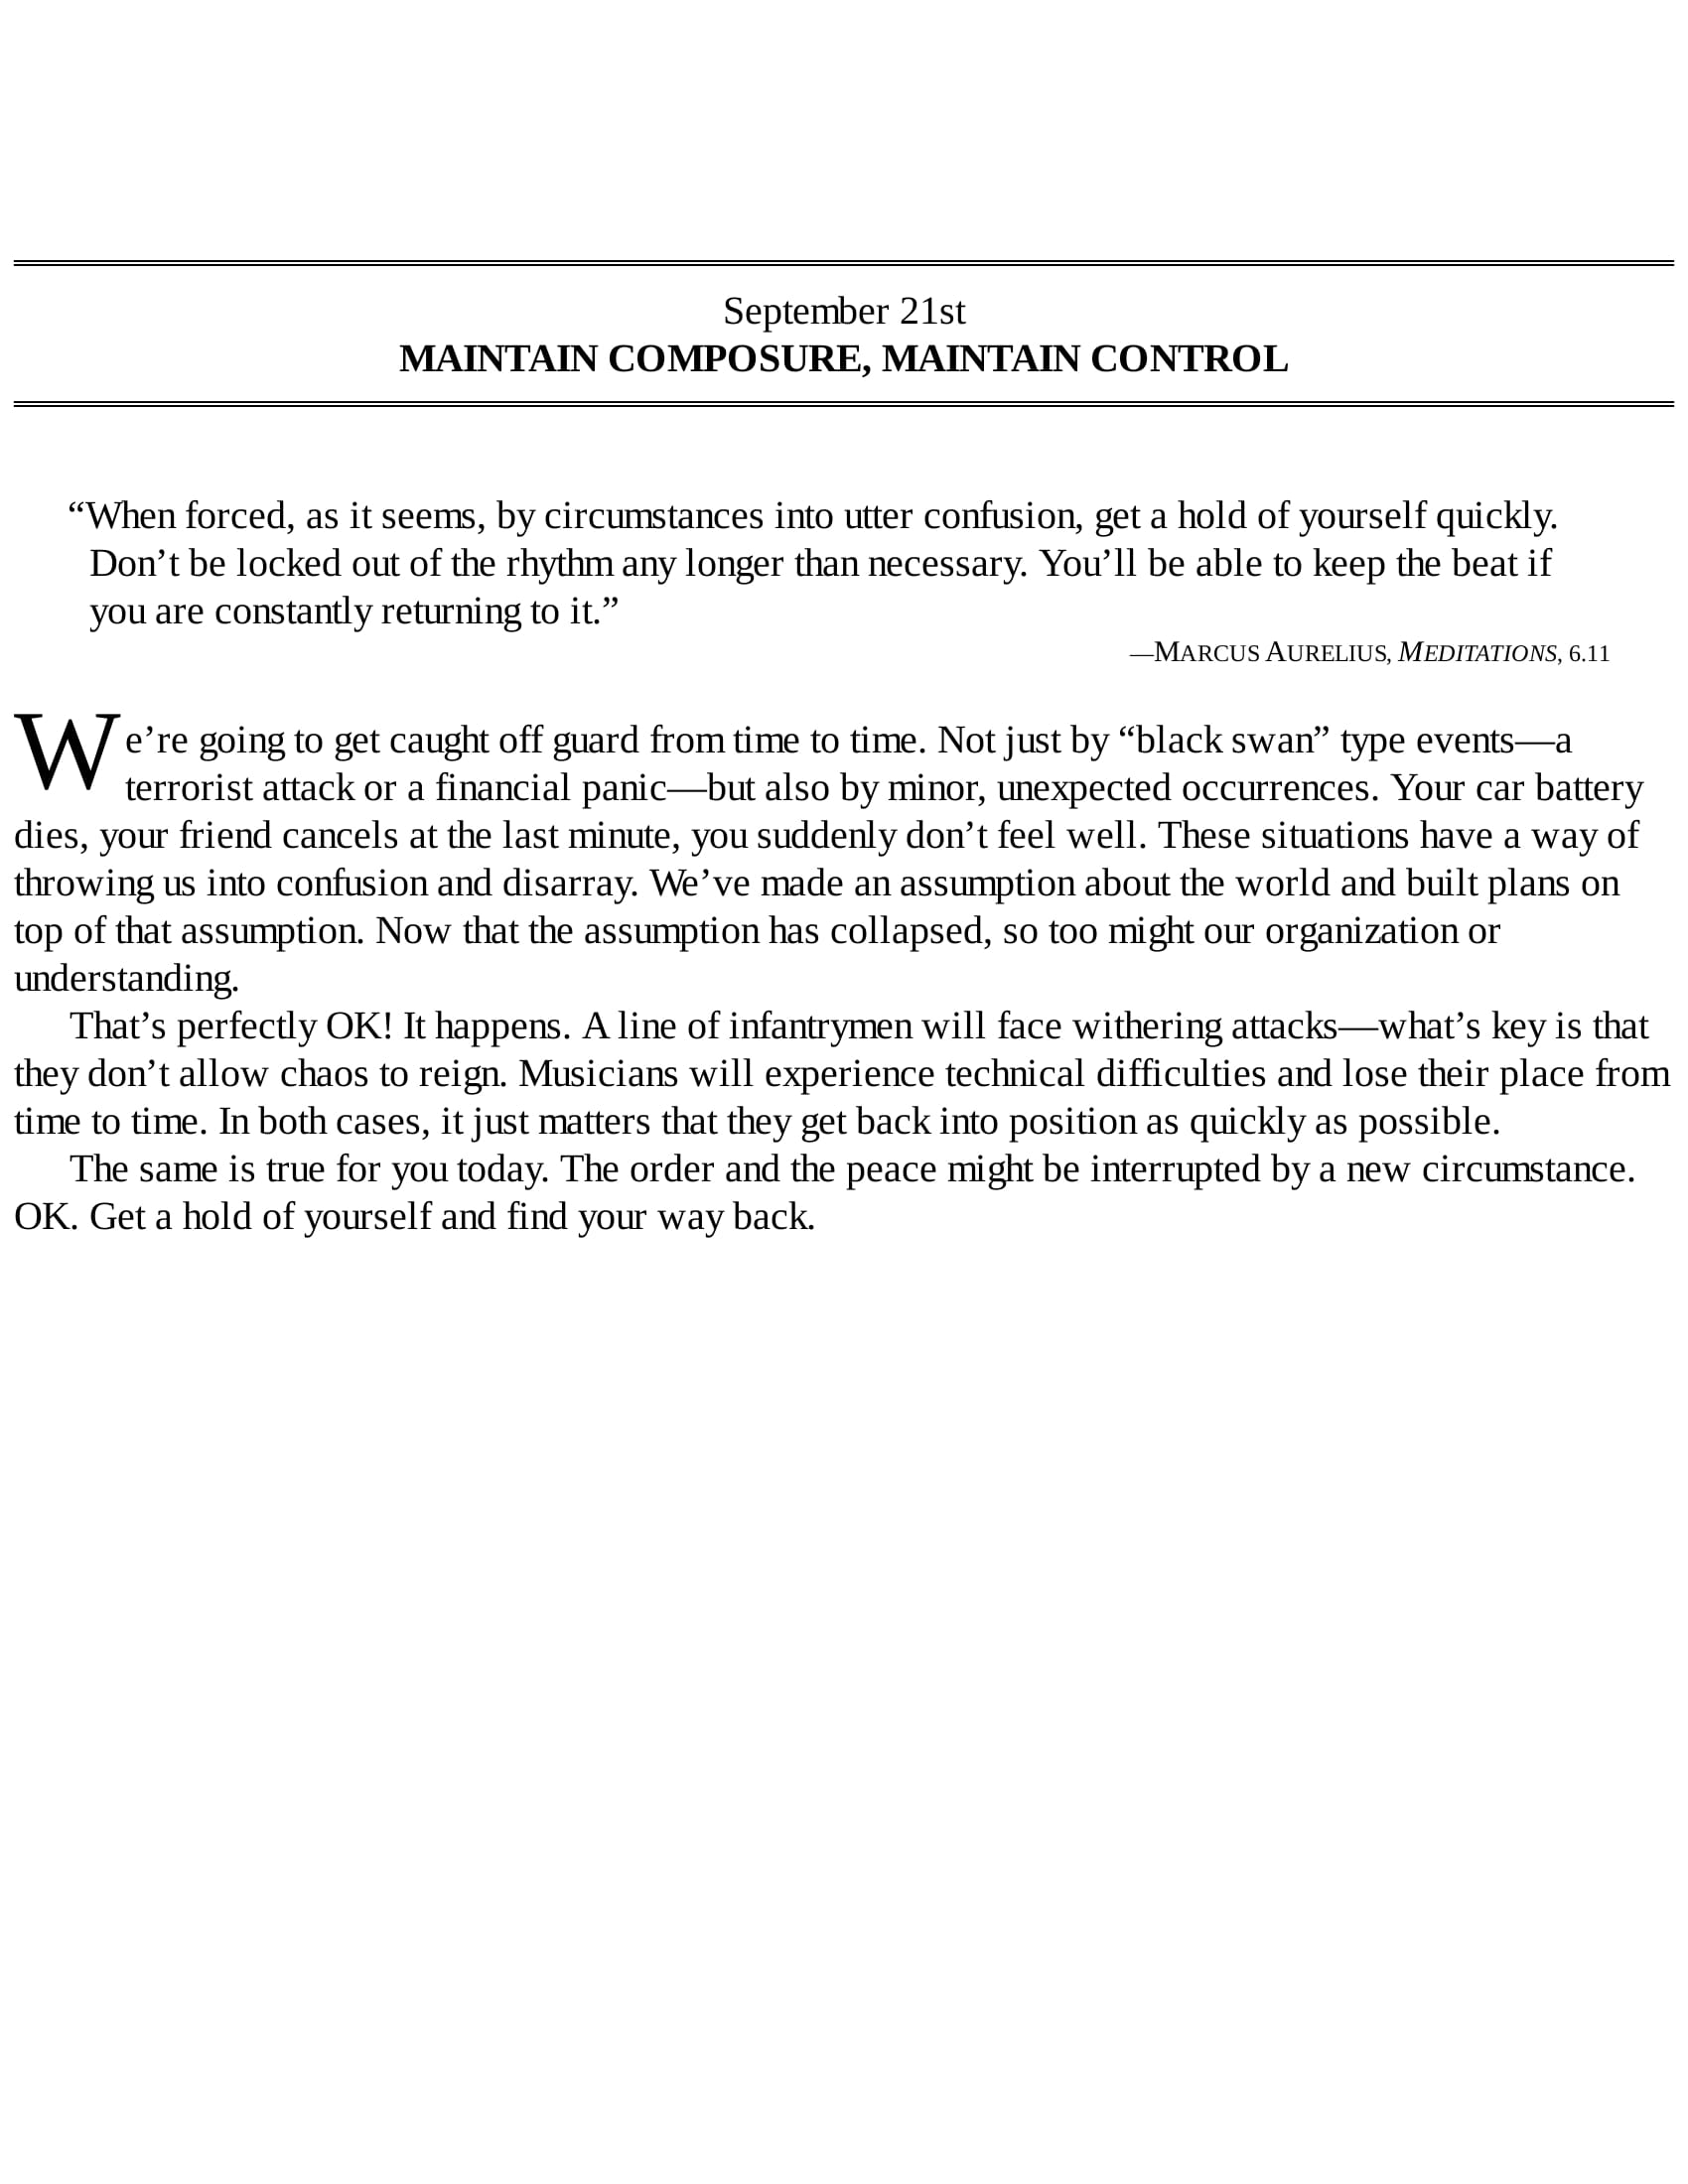 September 21st
MAINTAIN COMPOSURE, MAINTAIN CONTROL
“When forced, as it seems, by circumstances into utter confusion, get a hold of yourself quickly.
Don’t be locked out of the rhythm any longer than necessary. You’ll be able to keep the beat if
you are constantly returning to it.”
—MARCUS AURELIUS, MEDITATIONS, 6.11
We’re going to get caught off guard from time to time. Not just by “black swan” type events—a
terrorist attack or a financial panic—but also by minor, unexpected occurrences. Your car battery
dies, your friend cancels at the last minute, you suddenly don’t feel well. These situations have a way of
throwing us into confusion and disarray. We’ve made an assumption about the world and built plans on
top of that assumption. Now that the assumption has collapsed, so too might our organization or
understanding.
That’s perfectly OK! It happens. A line of infantrymen will face withering attacks—what’s key is that
they don’t allow chaos to reign. Musicians will experience technical difficulties and lose their place from
time to time. In both cases, it just matters that they get back into position as quickly as possible.
The same is true for you today. The order and the peace might be interrupted by a new circumstance.
OK. Get a hold of yourself and find your way back.